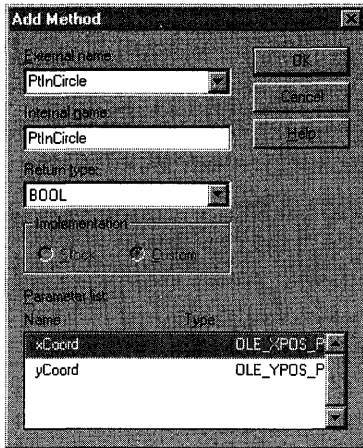 Add Method
External name:
PtInCircle
OK
Cancel
Internal name:
PtInCircle
Help
Return type:
BOOL
Implementation
Stock
Custom
Parameter list:
Name Type
xCoord OLE_XPOS_P
yCoord OLE_YPOS_P